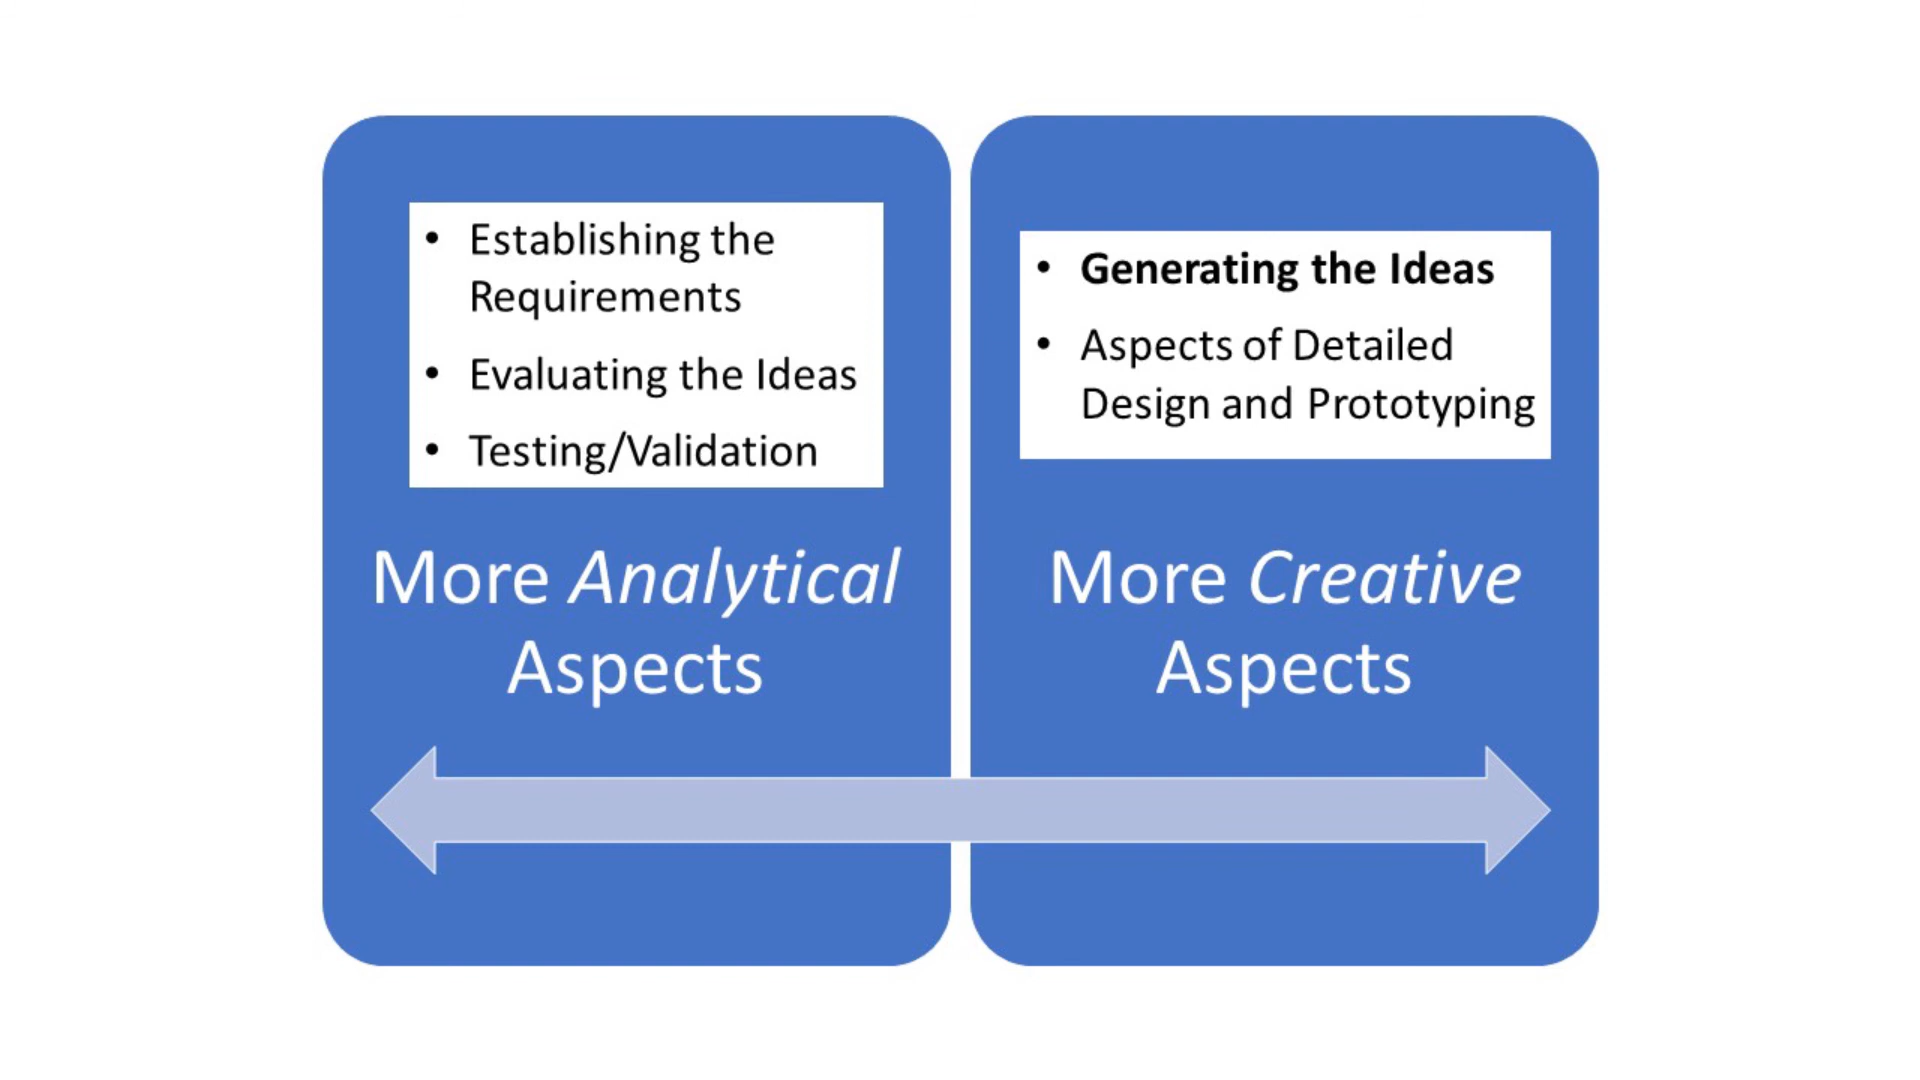 • Establishing the
Requirements
• Evaluating the Ideas
• Testing/Validation
More Analytical
Aspects
• Generating the Ideas
• Aspects of Detailed
Design and Prototyping
More Creative
Aspects